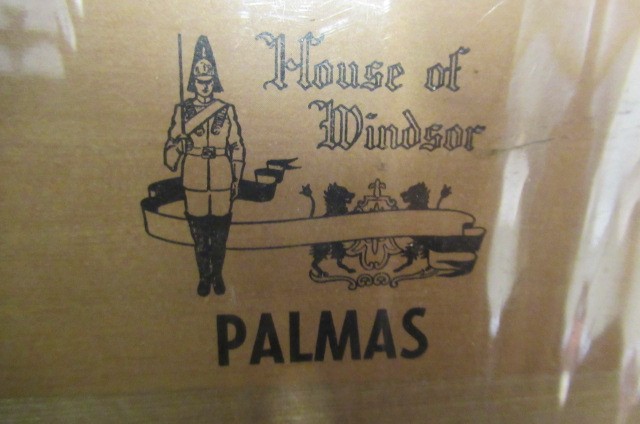 House of
Windsor
PALMAS